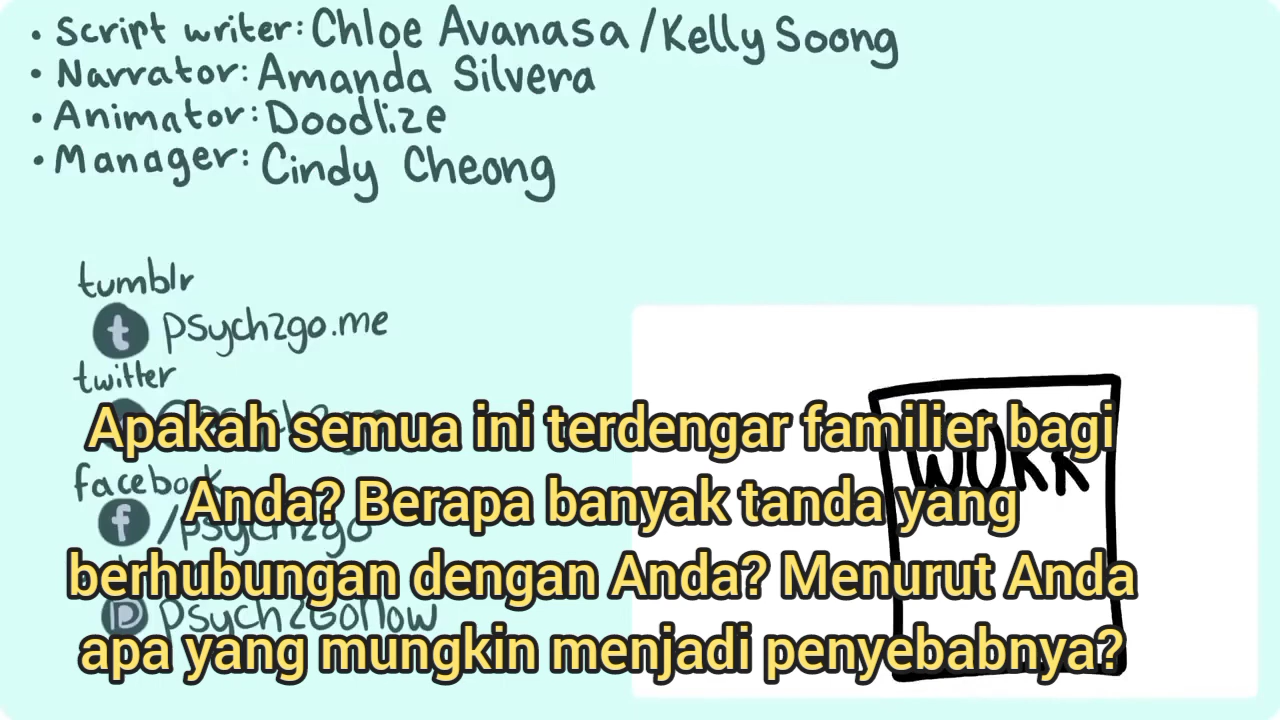 • Script writer: Chloe Avanasa / Kelly Soong
• Narrator: Amanda Silvera
• Animator: Doodlize
• Manager: Cindy Cheong
tumblr
t psych2go.me
twitter
facebook
f /psych2go
Psych2GoNow
WORK
Apakah semua ini terdengar familier bagi
Anda? Berapa banyak tanda yang
berhubungan dengan Anda? Menurut Anda
apa yang mungkin menjadi penyebabnya?